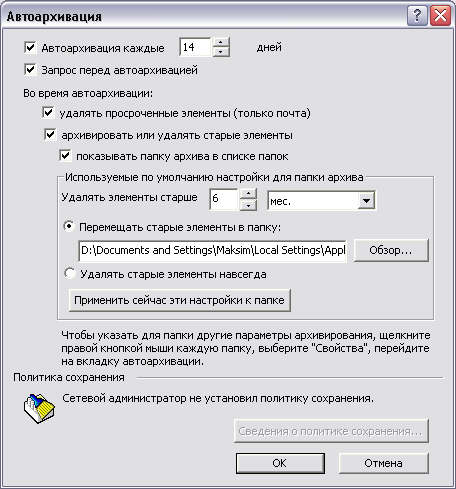 Автоархивация
Автоархивация каждые 14 дней
Запрос перед автоархивацией
Во время автоархивации:
удалять просроченные элементы (только почта)
архивировать или удалять старые элементы
показывать папку архива в списке папок
Используемые по умолчанию настройки для папки архива
Удалять элементы старше 6 мес.
Перемещать старые элементы в папку:
D:\Documents and Settings\Maksim\Local Settings\Appl Обзор...
Удалять старые элементы навсегда
Применить сейчас эти настройки к папке
Чтобы указать для папки другие параметры архивирования, щелкните
правой кнопкой мыши каждую папку, выберите "Свойства", перейдите
на вкладку автоархивации.
Политика сохранения
Сетевой администратор не установил политику сохранения.
Сведения о политике сохранения...
OK Отмена